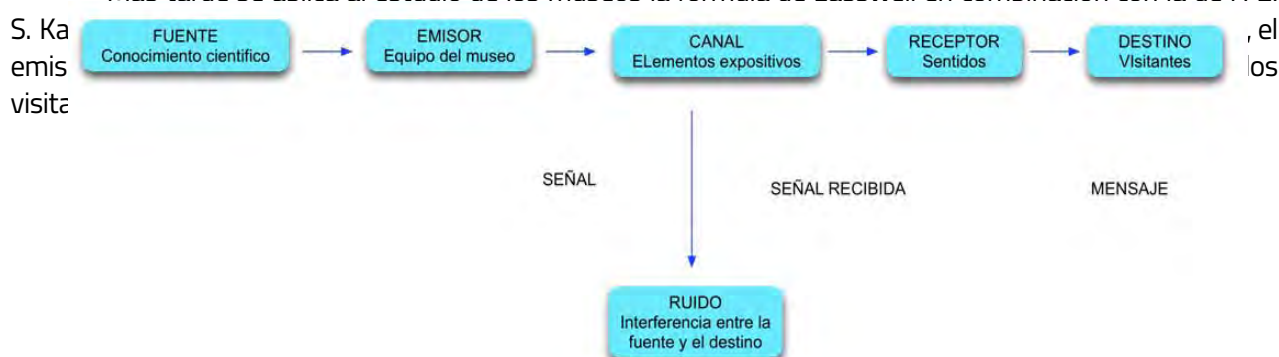 S. Ka
, el
emis
los
visita
FUENTE
Conocimiento cientifico
EMISOR
Equipo del museo
CANAL
ELementos expositivos
RECEPTOR
Sentidos
DESTINO
VIsitantes
SEÑAL
SEÑAL RECIBIDA
MENSAJE
RUIDO
Interferencia entre la
fuente y el destino